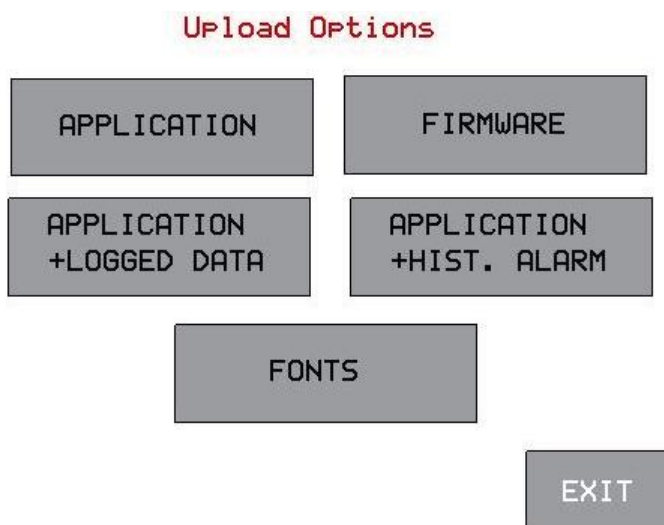 Upload Options
APPLICATION
FIRMWARE
APPLICATION
+LOGGED DATA
APPLICATION
+HIST. ALARM
FONTS
EXIT